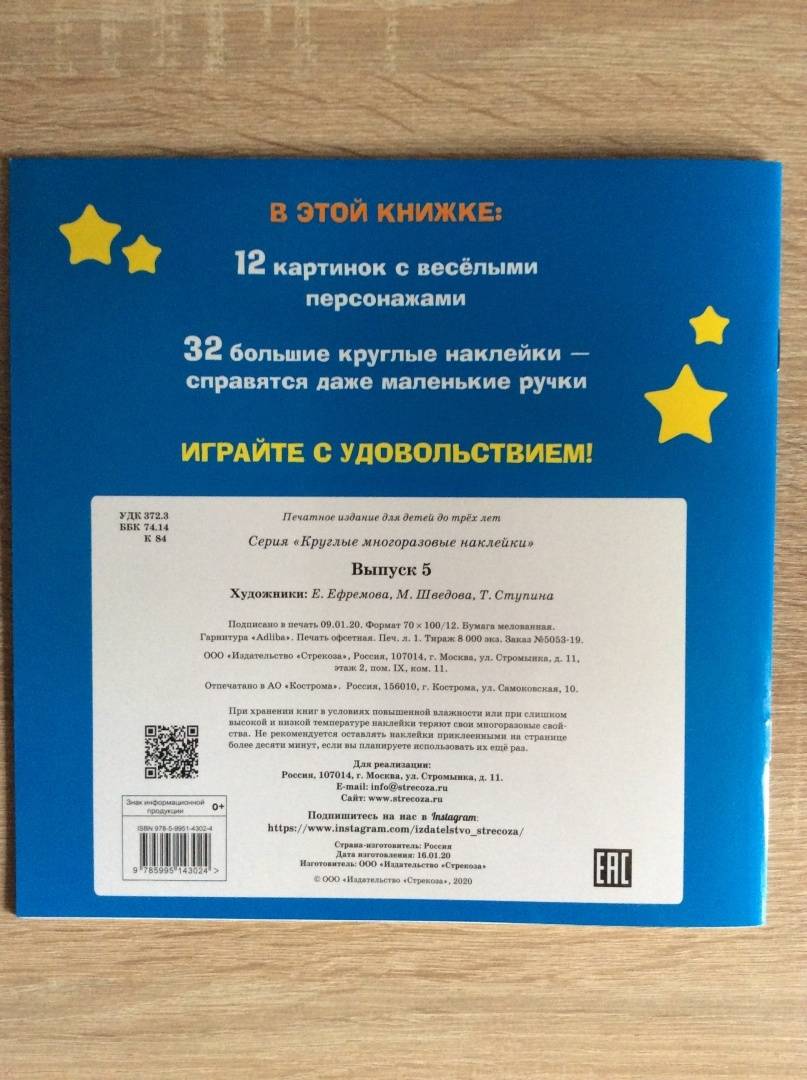 В ЭТОЙ КНИЖКЕ:
12 картинок с весёлыми
персонажами
32 большие круглые наклейки —
справятся даже маленькие ручки
ИГРАЙТЕ С УДОВОЛЬСТВИЕМ!
УДК 372.3
ББК 74.14
К 84
Печатное издание для детей до трёх лет
Серия «Круглые многоразовые наклейки»
Выпуск 5
Художники: Е. Ефремова, М. Шведова, Т. Ступина
Подписано в печать 09.01.20. Формат 70 × 100/12. Бумага мелованная.
Гарнитура «Adliba». Печать офсетная. Печ. л. 1. Тираж 8 000 экз. Заказ №5053-19.
ООО «Издательство «Стрекоза», Россия, 107014, г. Москва, ул. Стромынка, д. 11,
этаж 2, пом. IX, ком. 11.
Отпечатано в АО «Кострома». Россия, 156010, г. Кострома, ул. Самоковская, 10.
При хранении книг в условиях повышенной влажности или при слишком
высокой и низкой температуре наклейки теряют свои многоразовые свой-
ства. Не рекомендуется оставлять наклейки приклеенными на странице
более десяти минут, если вы планируете использовать их ещё раз.
Для реализации:
Россия, 107014, г. Москва, ул. Стромынка, д. 11.
E-mail: info@strecoza.ru
Сайт: www.strecoza.ru
Подпишитесь на нас в Instagram:
https://www.instagram.com/izdatelstvo_strecoza/
Страна-изготовитель: Россия
Дата изготовления: 16.01.20
Изготовитель: ООО «Издательство «Стрекоза»
© ООО «Издательство «Стрекоза», 2020
Знак информационной
продукции 0+
ISBN 978-5-9951-4302-4
9 785995 143024 >
EAC